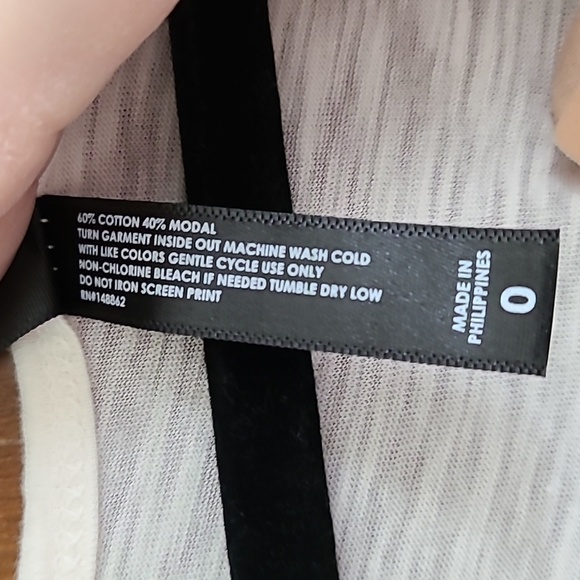 60% COTTON 40% MODAL
TURN GARMENT INSIDE OUT MACHINE WASH COLD
WITH LIKE COLORS GENTLE CYCLE USE ONLY
NON-CHLORINE BLEACH IF NEEDED TUMBLE DRY LOW
DO NOT IRON SCREEN PRINT
RN#148862
MADE IN
PHILIPPINES
0